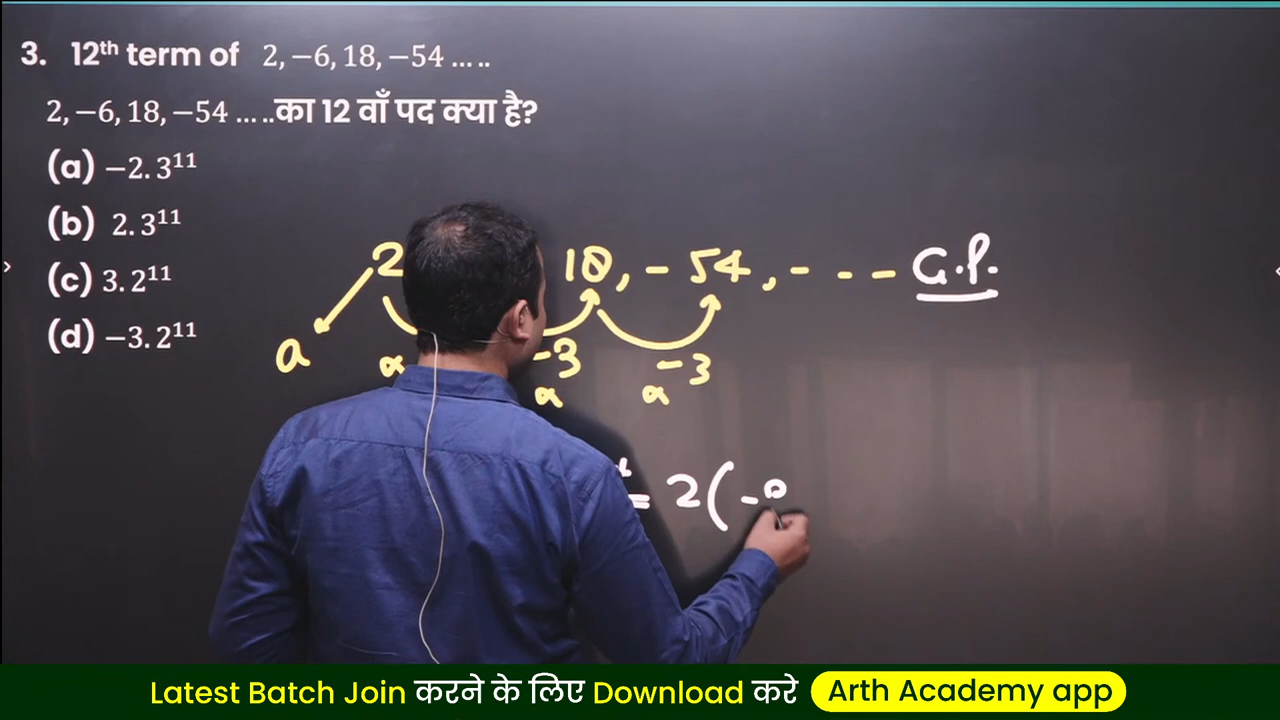 3. 12th term of 2, −6, 18, −54 .....
2, −6, 18, −54 .....का 12 वाँ पद क्या है?
(a) −2. 3¹¹
(b) 2. 3¹¹
(c) 3. 2¹¹
(d) −3. 2¹¹
2 18, - 54, - - - G.P.
a -3 -3
= 2( -
Latest Batch Join करने के लिए Download करे Arth Academy app